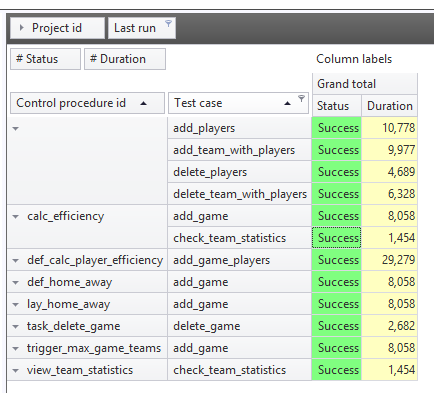 Project id Last run
# Status # Duration Column labels
Grand total
Control procedure id Test case Status Duration
add_players Success 10,778
add_team_with_players Success 9,977
delete_players Success 4,689
delete_team_with_players Success 6,328
calc_efficiency add_game Success 8,058
check_team_statistics Success 1,454
def_calc_player_efficiency add_game_players Success 29,279
def_home_away add_game Success 8,058
lay_home_away add_game Success 8,058
task_delete_game delete_game Success 2,682
trigger_max_game_teams add_game Success 8,058
view_team_statistics check_team_statistics Success 1,454